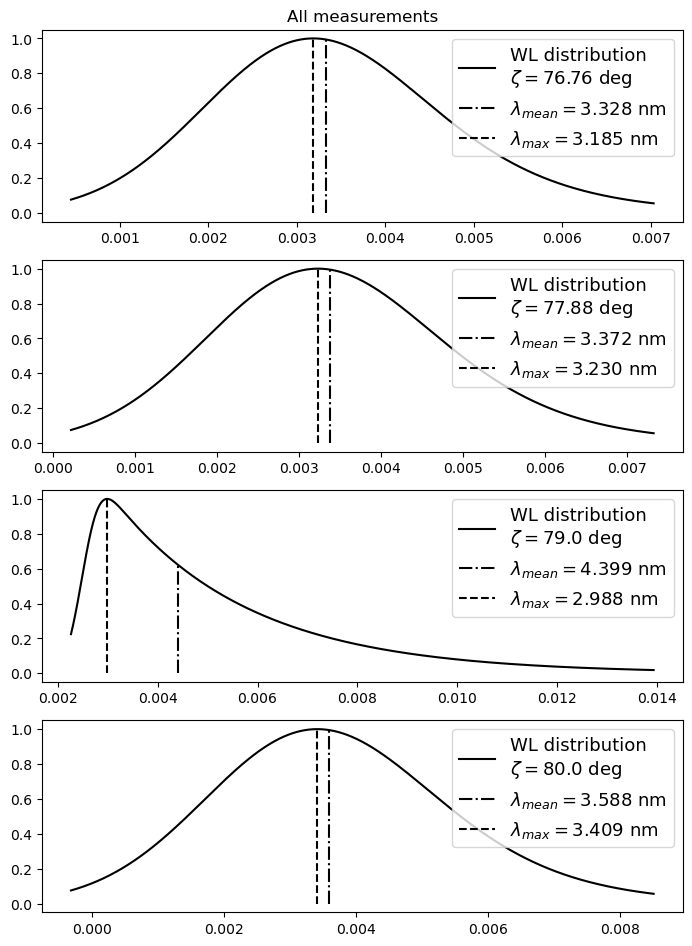 All measurements
1.0
0.8
0.6
0.4
0.2
0.0
WL distribution
ζ = 76.76 deg
λmean = 3.328 nm
λmax = 3.185 nm
0.001 0.002 0.003 0.004 0.005 0.006 0.007
1.0
0.8
0.6
0.4
0.2
0.0
WL distribution
ζ = 77.88 deg
λmean = 3.372 nm
λmax = 3.230 nm
0.000 0.001 0.002 0.003 0.004 0.005 0.006 0.007
1.0
0.8
0.6
0.4
0.2
0.0
WL distribution
ζ = 79.0 deg
λmean = 4.399 nm
λmax = 2.988 nm
0.002 0.004 0.006 0.008 0.010 0.012 0.014
1.0
0.8
0.6
0.4
0.2
0.0
WL distribution
ζ = 80.0 deg
λmean = 3.588 nm
λmax = 3.409 nm
0.000 0.002 0.004 0.006 0.008